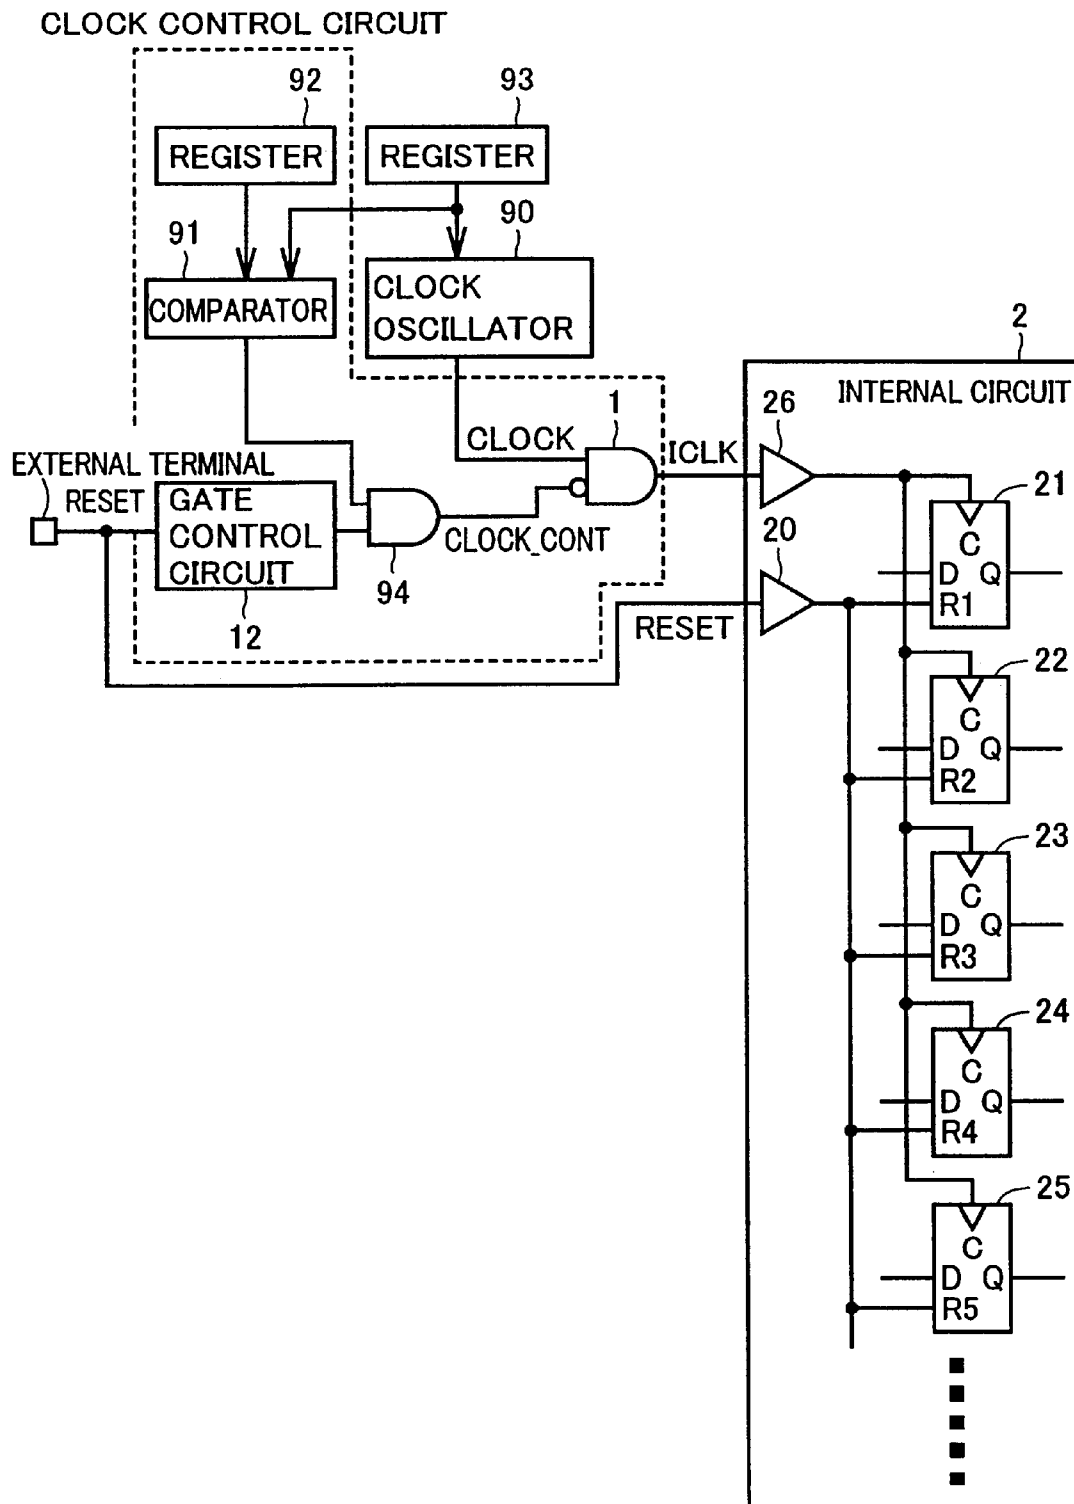 CLOCK CONTROL CIRCUIT
92
93
REGISTER
REGISTER
91
90
COMPARATOR
CLOCK
OSCILLATOR
2
INTERNAL CIRCUIT
1
26
CLOCK
ICLK
EXTERNAL TERMINAL
RESET
GATE
CONTROL
CIRCUIT
CLOCK_CONT
94
12
20
RESET
21
C
D Q
R1
22
C
D Q
R2
23
C
D Q
R3
24
C
D Q
R4
25
C
D Q
R5